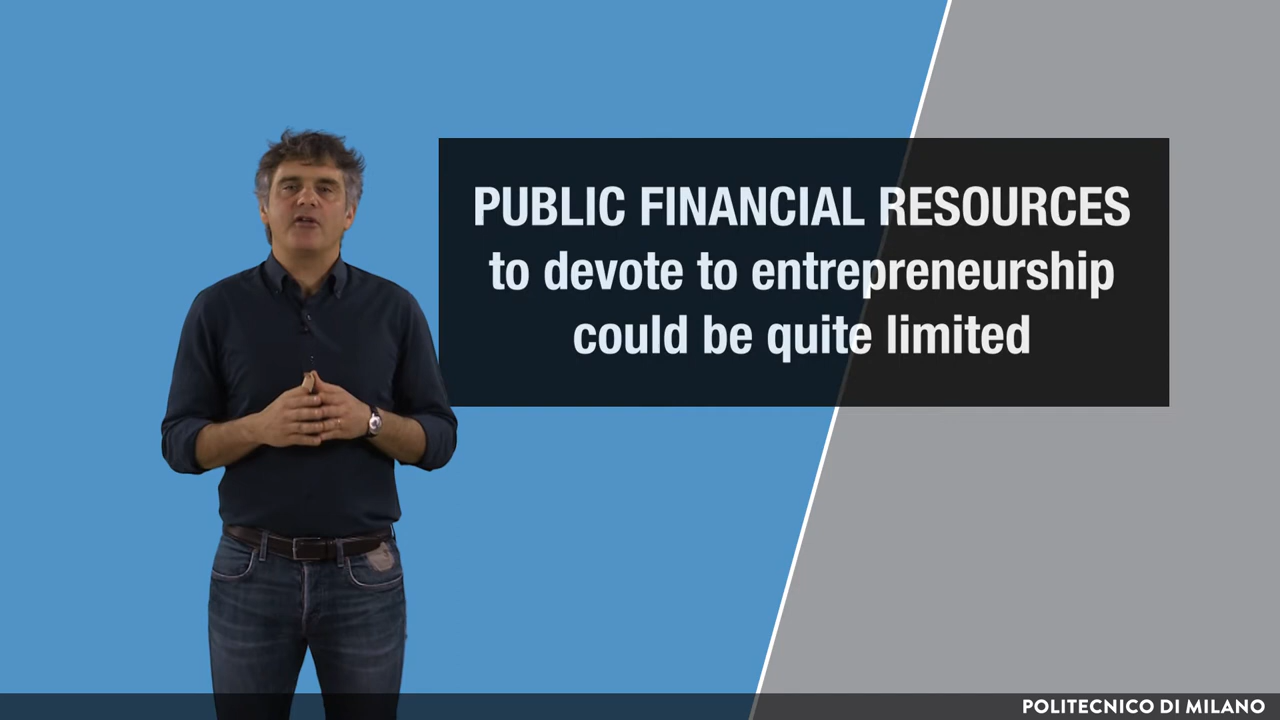 PUBLIC FINANCIAL RESOURCES
to devote to entrepreneurship
could be quite limited
POLITECNICO DI MILANO